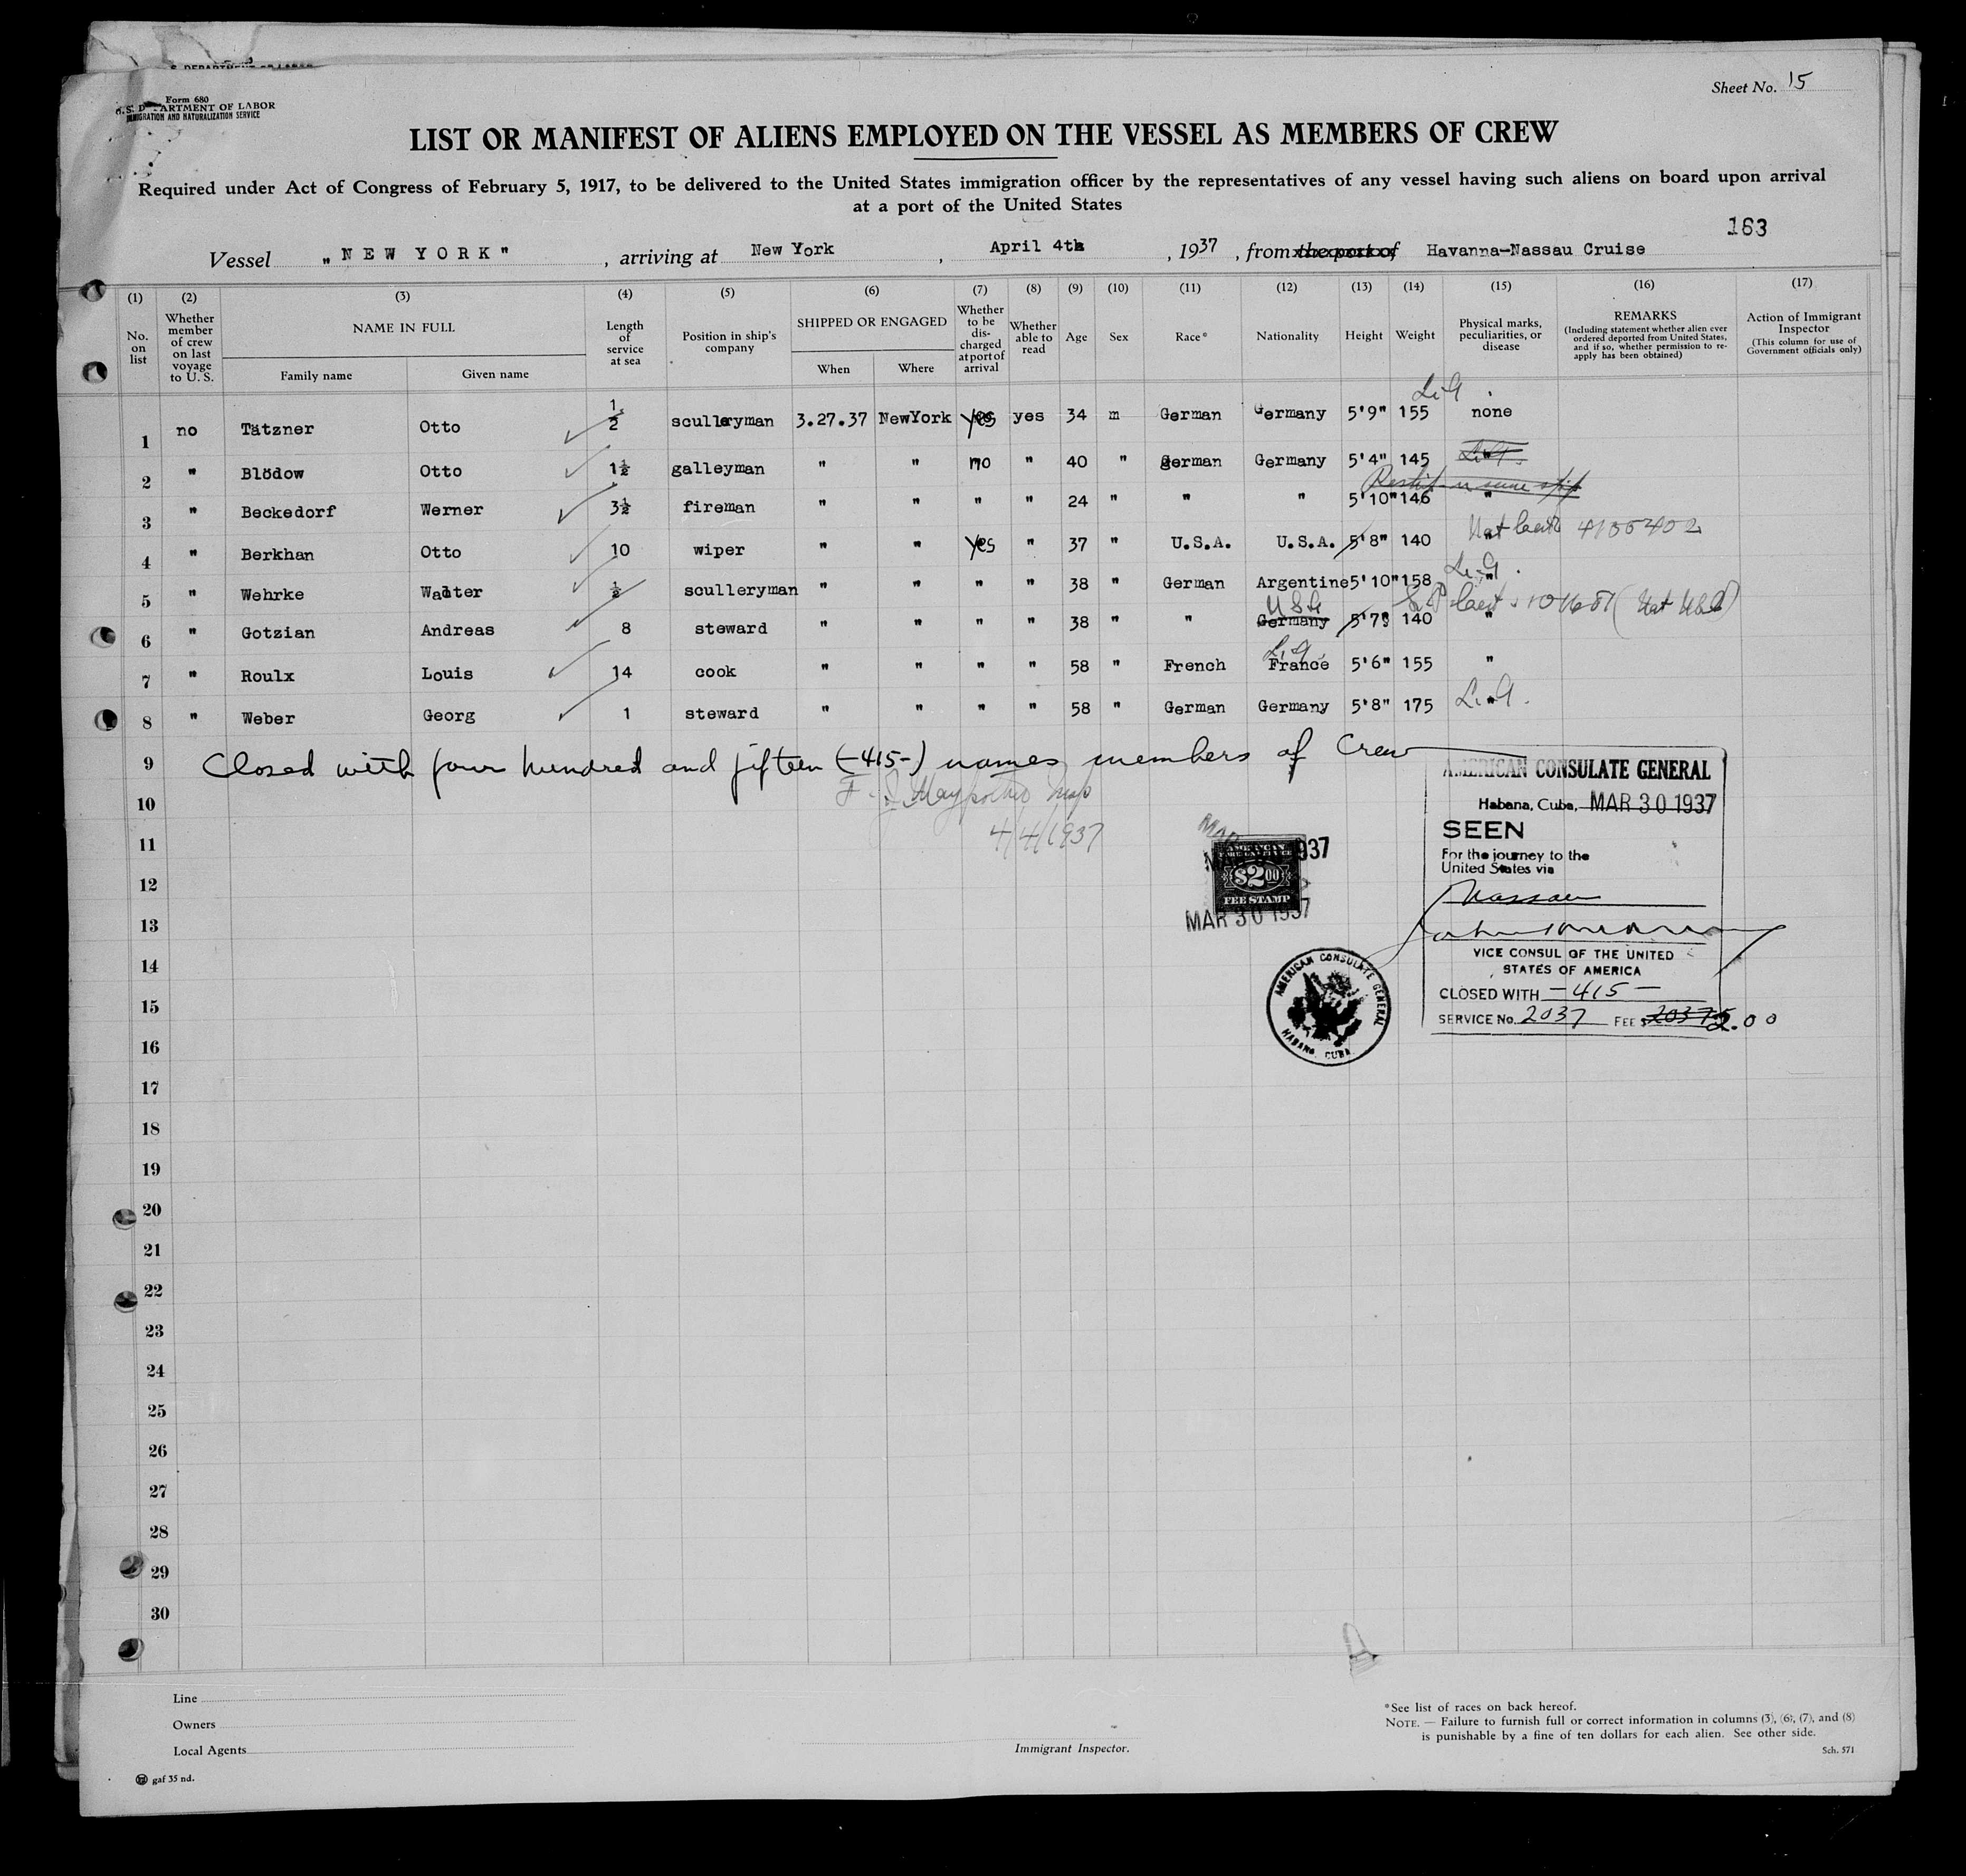 Form 680
U. S. DEPARTMENT OF LABOR
IMMIGRATION AND NATURALIZATION SERVICE
Sheet No. 15
LIST OR MANIFEST OF ALIENS EMPLOYED ON THE VESSEL AS MEMBERS OF CREW
Required under Act of Congress of February 5, 1917, to be delivered to the United States immigration officer by the representatives of any vessel having such aliens on board upon arrival
at a port of the United States
163
Vessel "NEW YORK", arriving at New York, April 4th, 1937, from the port of Havanna-Nassau Cruise
(1) (2) (3) (4) (5) (6) (7) (8) (9) (10) (11) (12) (13) (14) (15) (16) (17)
No. on list
Whether member of crew on last voyage to U. S.
NAME IN FULL
Family name
Given name
Length of service at sea
Position in ship's company
SHIPPED OR ENGAGED
When
Where
Whether to be discharged at port of arrival
Whether able to read
Age
Sex
Race*
Nationality
Height
Weight
Physical marks, peculiarities, or disease
REMARKS
(Including statement whether alien ever ordered deported from United States, and if so, whether permission to reapply has been obtained)
Action of Immigrant Inspector
(This column for use of Government officials only)
1 no Tätzner Otto 1/2 sculleryman 3.27.37 NewYork yes yes 34 m German Germany 5'9" 155 none
2 " Blödow Otto 1½ galleyman " " no " 40 " German Germany 5'4" 145
3 " Beckedorf Werner 3½ fireman " " " " 24 " " " 5'10" 146 "
4 " Berkhan Otto 10 wiper " " Yes " 37 " U.S.A. U.S.A. 5'8" 140 "
5 " Wehrke Walter ½ sculleryman " " " " 38 " German Argentine 5'10" 158 "
6 " Gotzian Andreas 8 steward " " " " 38 " " Germany USA 5'7" 140 "
7 " Roulx Louis 14 cook " " " " 58 " French France 5'6" 155 "
8 " Weber Georg 1 steward " " " " 58 " German Germany 5'8" 175 "
9 Closed with four hundred and fifteen (-415-) names members of Crew
10
4/4/1937
11
12
13
14
15
16
17
18
19
20
21
22
23
24
25
26
27
28
29
30
MAR 30 1937
$2.00
FEE STAMP
MAR 30 1937
AMERICAN CONSULATE GENERAL
HABANA, CUBA
AMERICAN CONSULATE GENERAL
Habana, Cuba, MAR 30 1937
SEEN
For the journey to the
United States via
Nassau
VICE CONSUL OF THE UNITED
STATES OF AMERICA
CLOSED WITH -415-
SERVICE No. 2037 FEE $ 2037 2.00
Line
Owners
Local Agents
Immigrant Inspector.
*See list of races on back hereof.
NOTE. — Failure to furnish full or correct information in columns (3), (6), (7), and (8)
is punishable by a fine of ten dollars for each alien. See other side.
Sch. 571
gaf 35 nd.